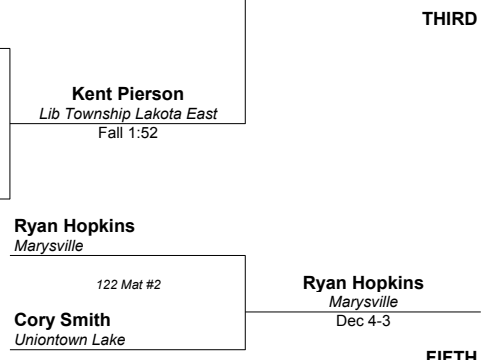 THIRD
Kent Pierson
Lib Township Lakota East
Fall 1:52
Ryan Hopkins
Marysville
122 Mat #2
Ryan Hopkins
Marysville
Dec 4-3
Cory Smith
Uniontown Lake
FIFTH